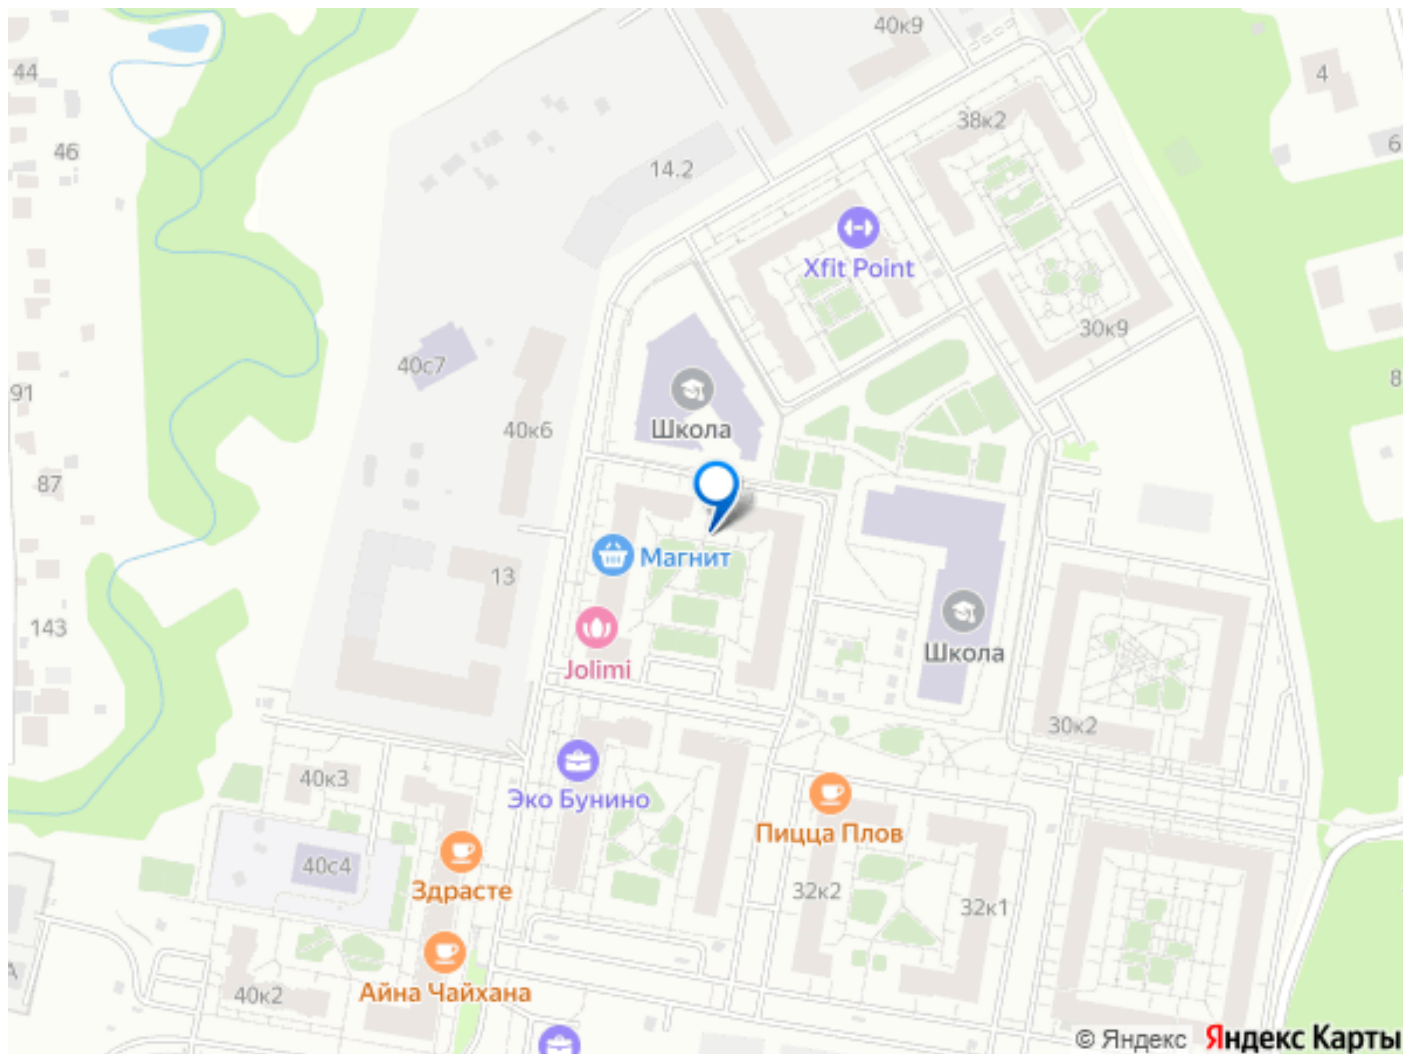 40к9
44
4
38к2
6
46
14.2
Xfit Point
30к9
40с7
8
91
Школа
40к6
87
Магнит
13
143
Школа
Jolimi
30к2
40к3
Эко Бунино
Пицца Плов
40с4
Здрасте
32к2
32к1
А
40к2
Айна Чайхана
© Яндекс Яндекс Карты